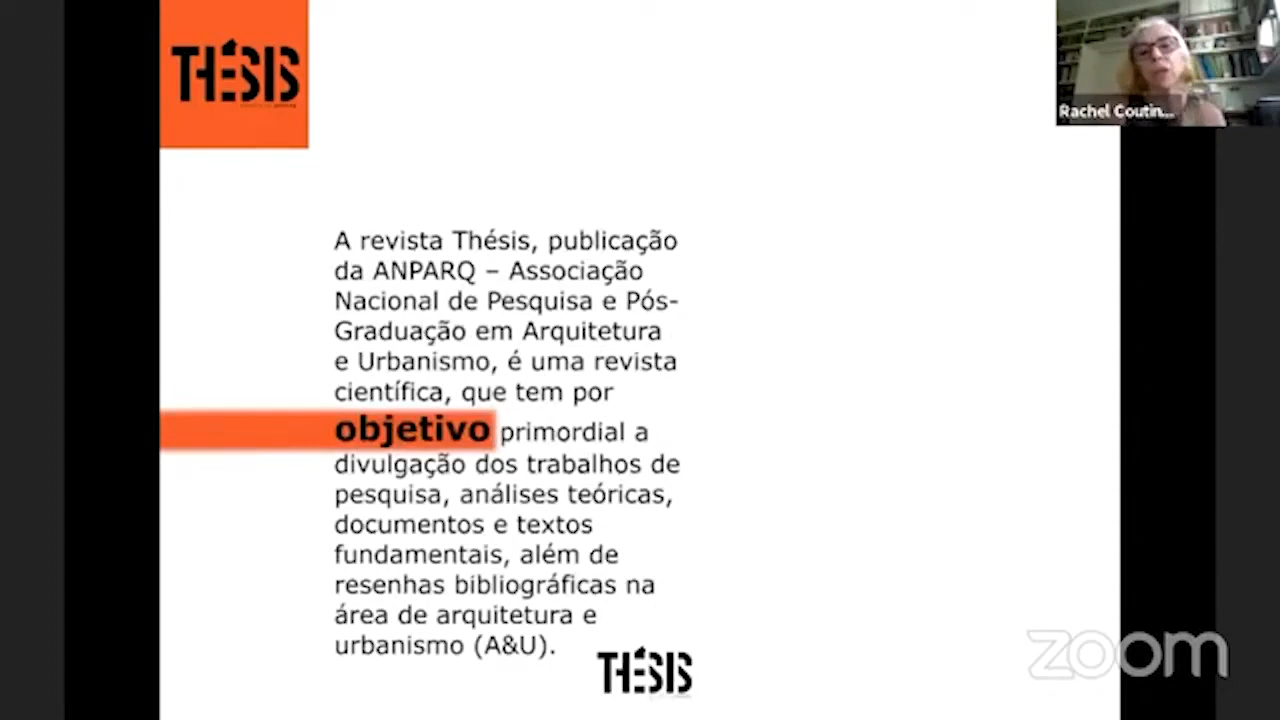 THÉSIS
Rachel Coutin...
A revista Thésis, publicação
da ANPARQ – Associação
Nacional de Pesquisa e Pós-
Graduação em Arquitetura
e Urbanismo, é uma revista
científica, que tem por
objetivo primordial a
divulgação dos trabalhos de
pesquisa, análises teóricas,
documentos e textos
fundamentais, além de
resenhas bibliográficas na
área de arquitetura e
urbanismo (A&U).
THÉSIS
zoom